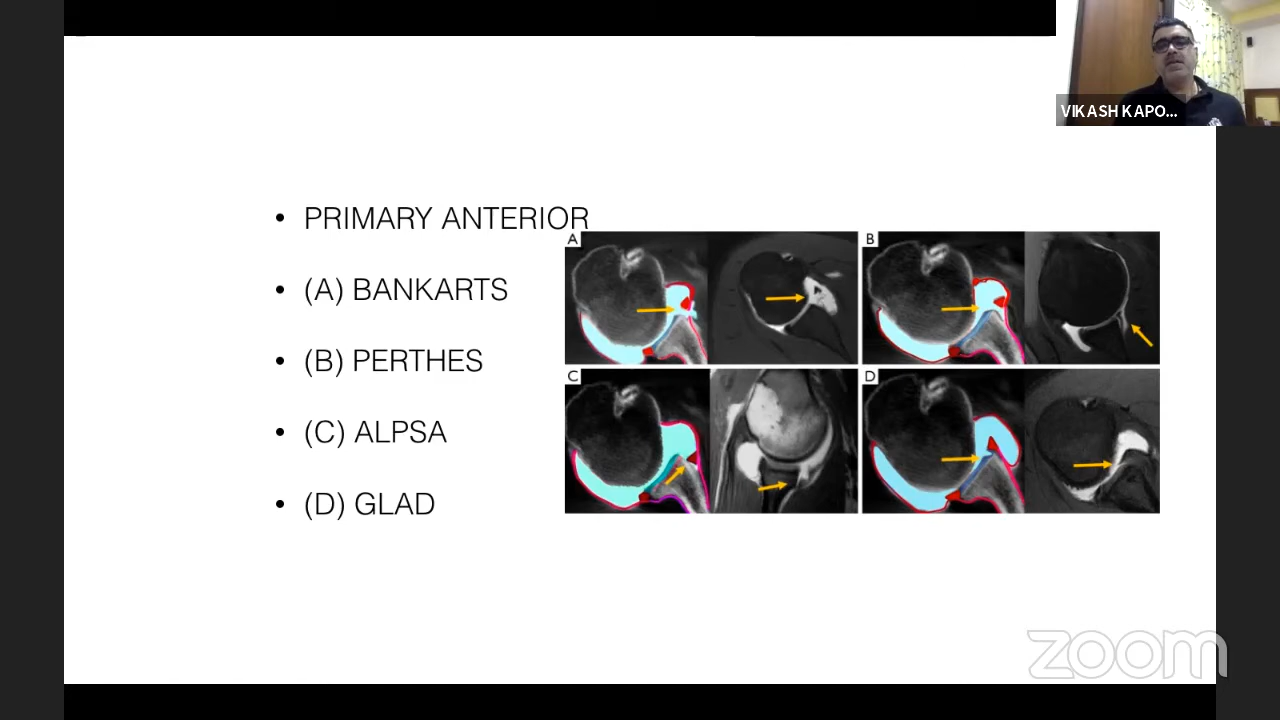 VIKASH KAPO...
• PRIMARY ANTERIOR
• (A) BANKARTS
• (B) PERTHES
• (C) ALPSA
• (D) GLAD
A
B
C
D
zoom